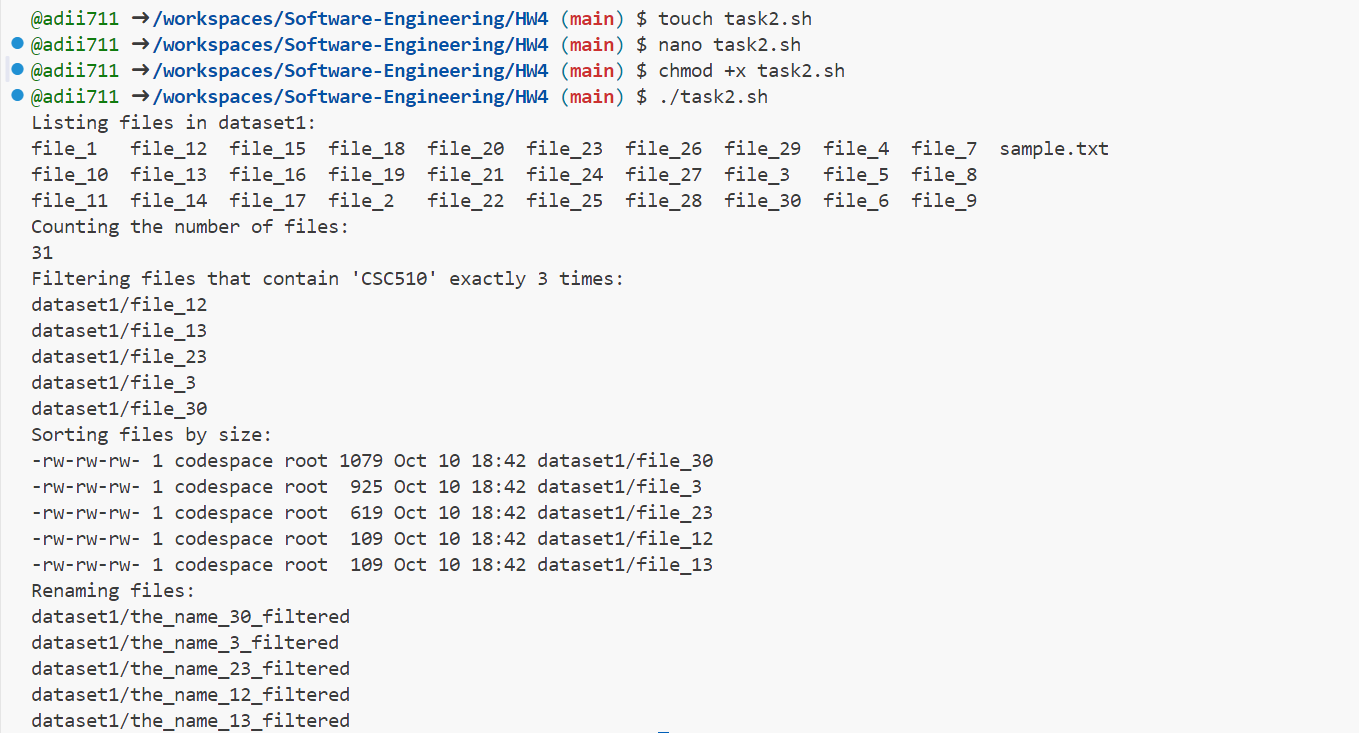 @adii711 →/workspaces/Software-Engineering/HW4 (main) $ touch task2.sh
@adii711 →/workspaces/Software-Engineering/HW4 (main) $ nano task2.sh
@adii711 →/workspaces/Software-Engineering/HW4 (main) $ chmod +x task2.sh
@adii711 →/workspaces/Software-Engineering/HW4 (main) $ ./task2.sh
Listing files in dataset1:
file_1   file_12  file_15  file_18  file_20  file_23  file_26  file_29  file_4  file_7  sample.txt
file_10  file_13  file_16  file_19  file_21  file_24  file_27  file_3   file_5  file_8
file_11  file_14  file_17  file_2   file_22  file_25  file_28  file_30  file_6  file_9
Counting the number of files:
31
Filtering files that contain 'CSC510' exactly 3 times:
dataset1/file_12
dataset1/file_13
dataset1/file_23
dataset1/file_3
dataset1/file_30
Sorting files by size:
-rw-rw-rw- 1 codespace root 1079 Oct 10 18:42 dataset1/file_30
-rw-rw-rw- 1 codespace root  925 Oct 10 18:42 dataset1/file_3
-rw-rw-rw- 1 codespace root  619 Oct 10 18:42 dataset1/file_23
-rw-rw-rw- 1 codespace root  109 Oct 10 18:42 dataset1/file_12
-rw-rw-rw- 1 codespace root  109 Oct 10 18:42 dataset1/file_13
Renaming files:
dataset1/the_name_30_filtered
dataset1/the_name_3_filtered
dataset1/the_name_23_filtered
dataset1/the_name_12_filtered
dataset1/the_name_13_filtered